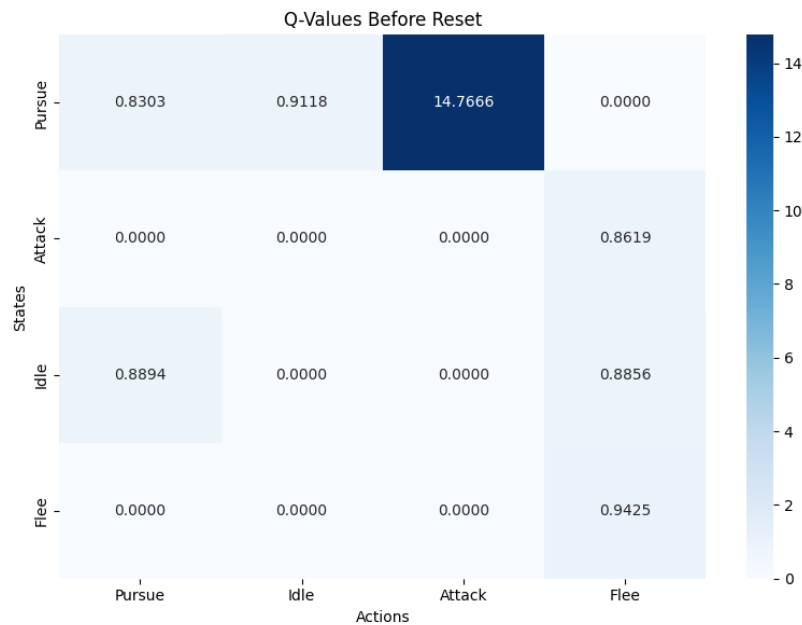 Q-Values Before Reset
States
Pursue
0.8303 0.9118 14.7666 0.0000
Attack
0.0000 0.0000 0.0000 0.8619
Idle
0.8894 0.0000 0.0000 0.8856
Flee
0.0000 0.0000 0.0000 0.9425
Pursue Idle Attack Flee
Actions
14
12
10
8
6
4
2
0